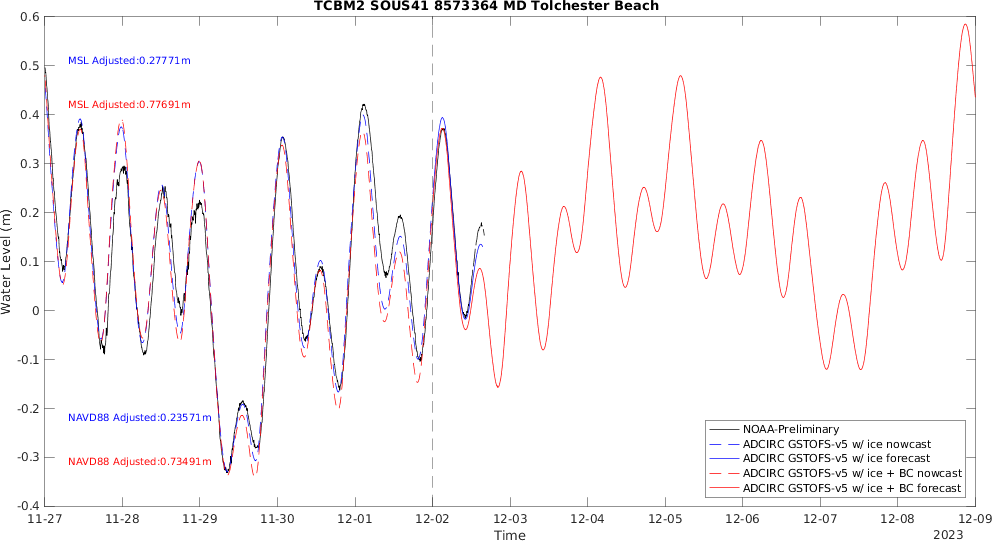 TCBM2 SOUS41 8573364 MD Tolchester Beach
0.6
0.5
0.4
0.3
0.2
0.1
0
-0.1
-0.2
-0.3
-0.4
Water Level (m)
MSL Adjusted:0.27771m
MSL Adjusted:0.77691m
NAVD88 Adjusted:0.23571m
NAVD88 Adjusted:0.73491m
NOAA-Preliminary
ADCIRC GSTOFS-v5 w/ ice nowcast
ADCIRC GSTOFS-v5 w/ ice forecast
ADCIRC GSTOFS-v5 w/ ice + BC nowcast
ADCIRC GSTOFS-v5 w/ ice + BC forecast
11-27 11-28 11-29 11-30 12-01 12-02 12-03 12-04 12-05 12-06 12-07 12-08 12-09
Time
2023